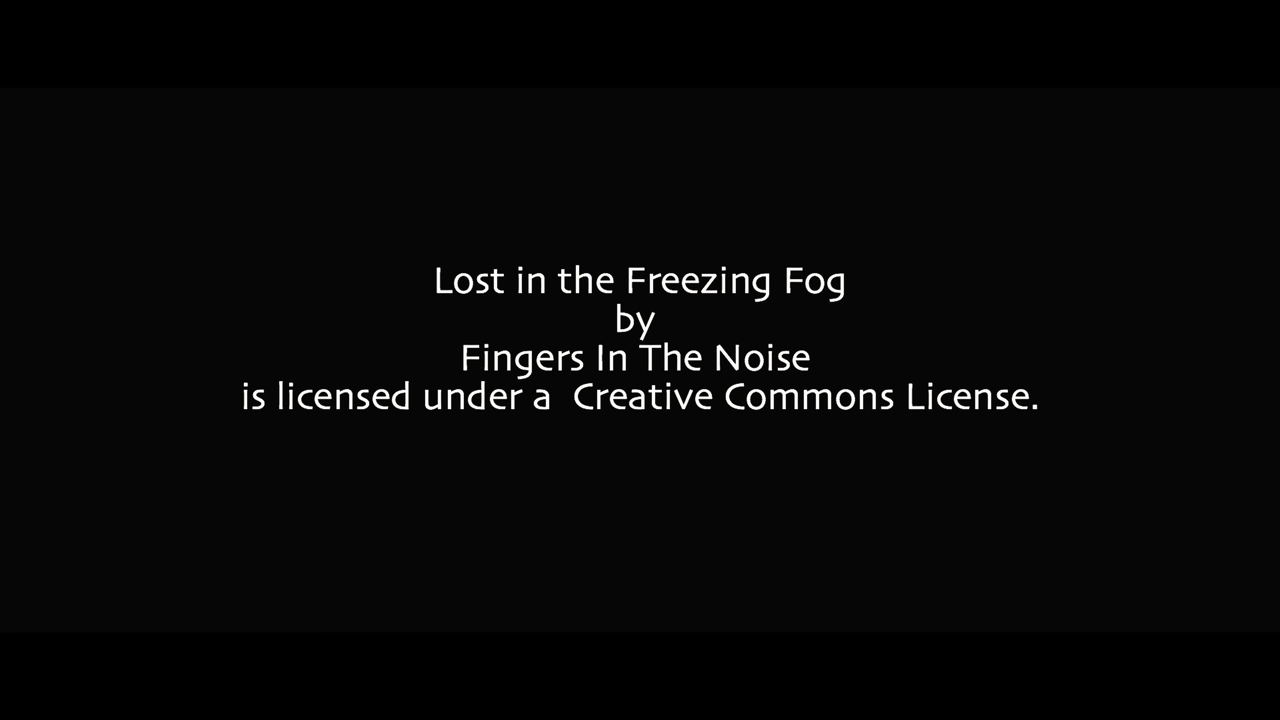 Lost in the Freezing Fog
by
Fingers In The Noise
is licensed under a  Creative Commons License.